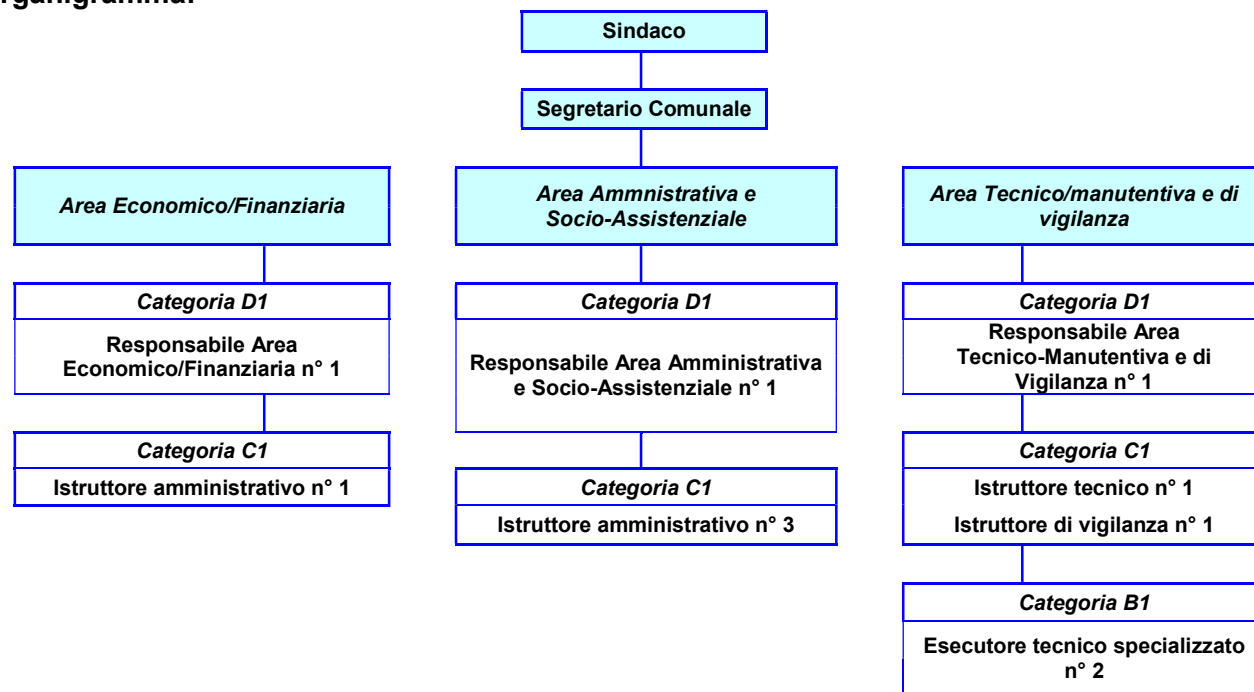 rganigramma:
Sindaco
Segretario Comunale
Area Economico/Finanziaria
Categoria D1
Responsabile Area
Economico/Finanziaria n° 1
Categoria C1
Istruttore amministrativo n° 1
Area Ammnistrativa e
Socio-Assistenziale
Categoria D1
Responsabile Area Amministrativa
e Socio-Assistenziale n° 1
Categoria C1
Istruttore amministrativo n° 3
Area Tecnico/manutentiva e di
vigilanza
Categoria D1
Responsabile Area
Tecnico-Manutentiva e di
Vigilanza n° 1
Categoria C1
Istruttore tecnico n° 1
Istruttore di vigilanza n° 1
Categoria B1
Esecutore tecnico specializzato
n° 2